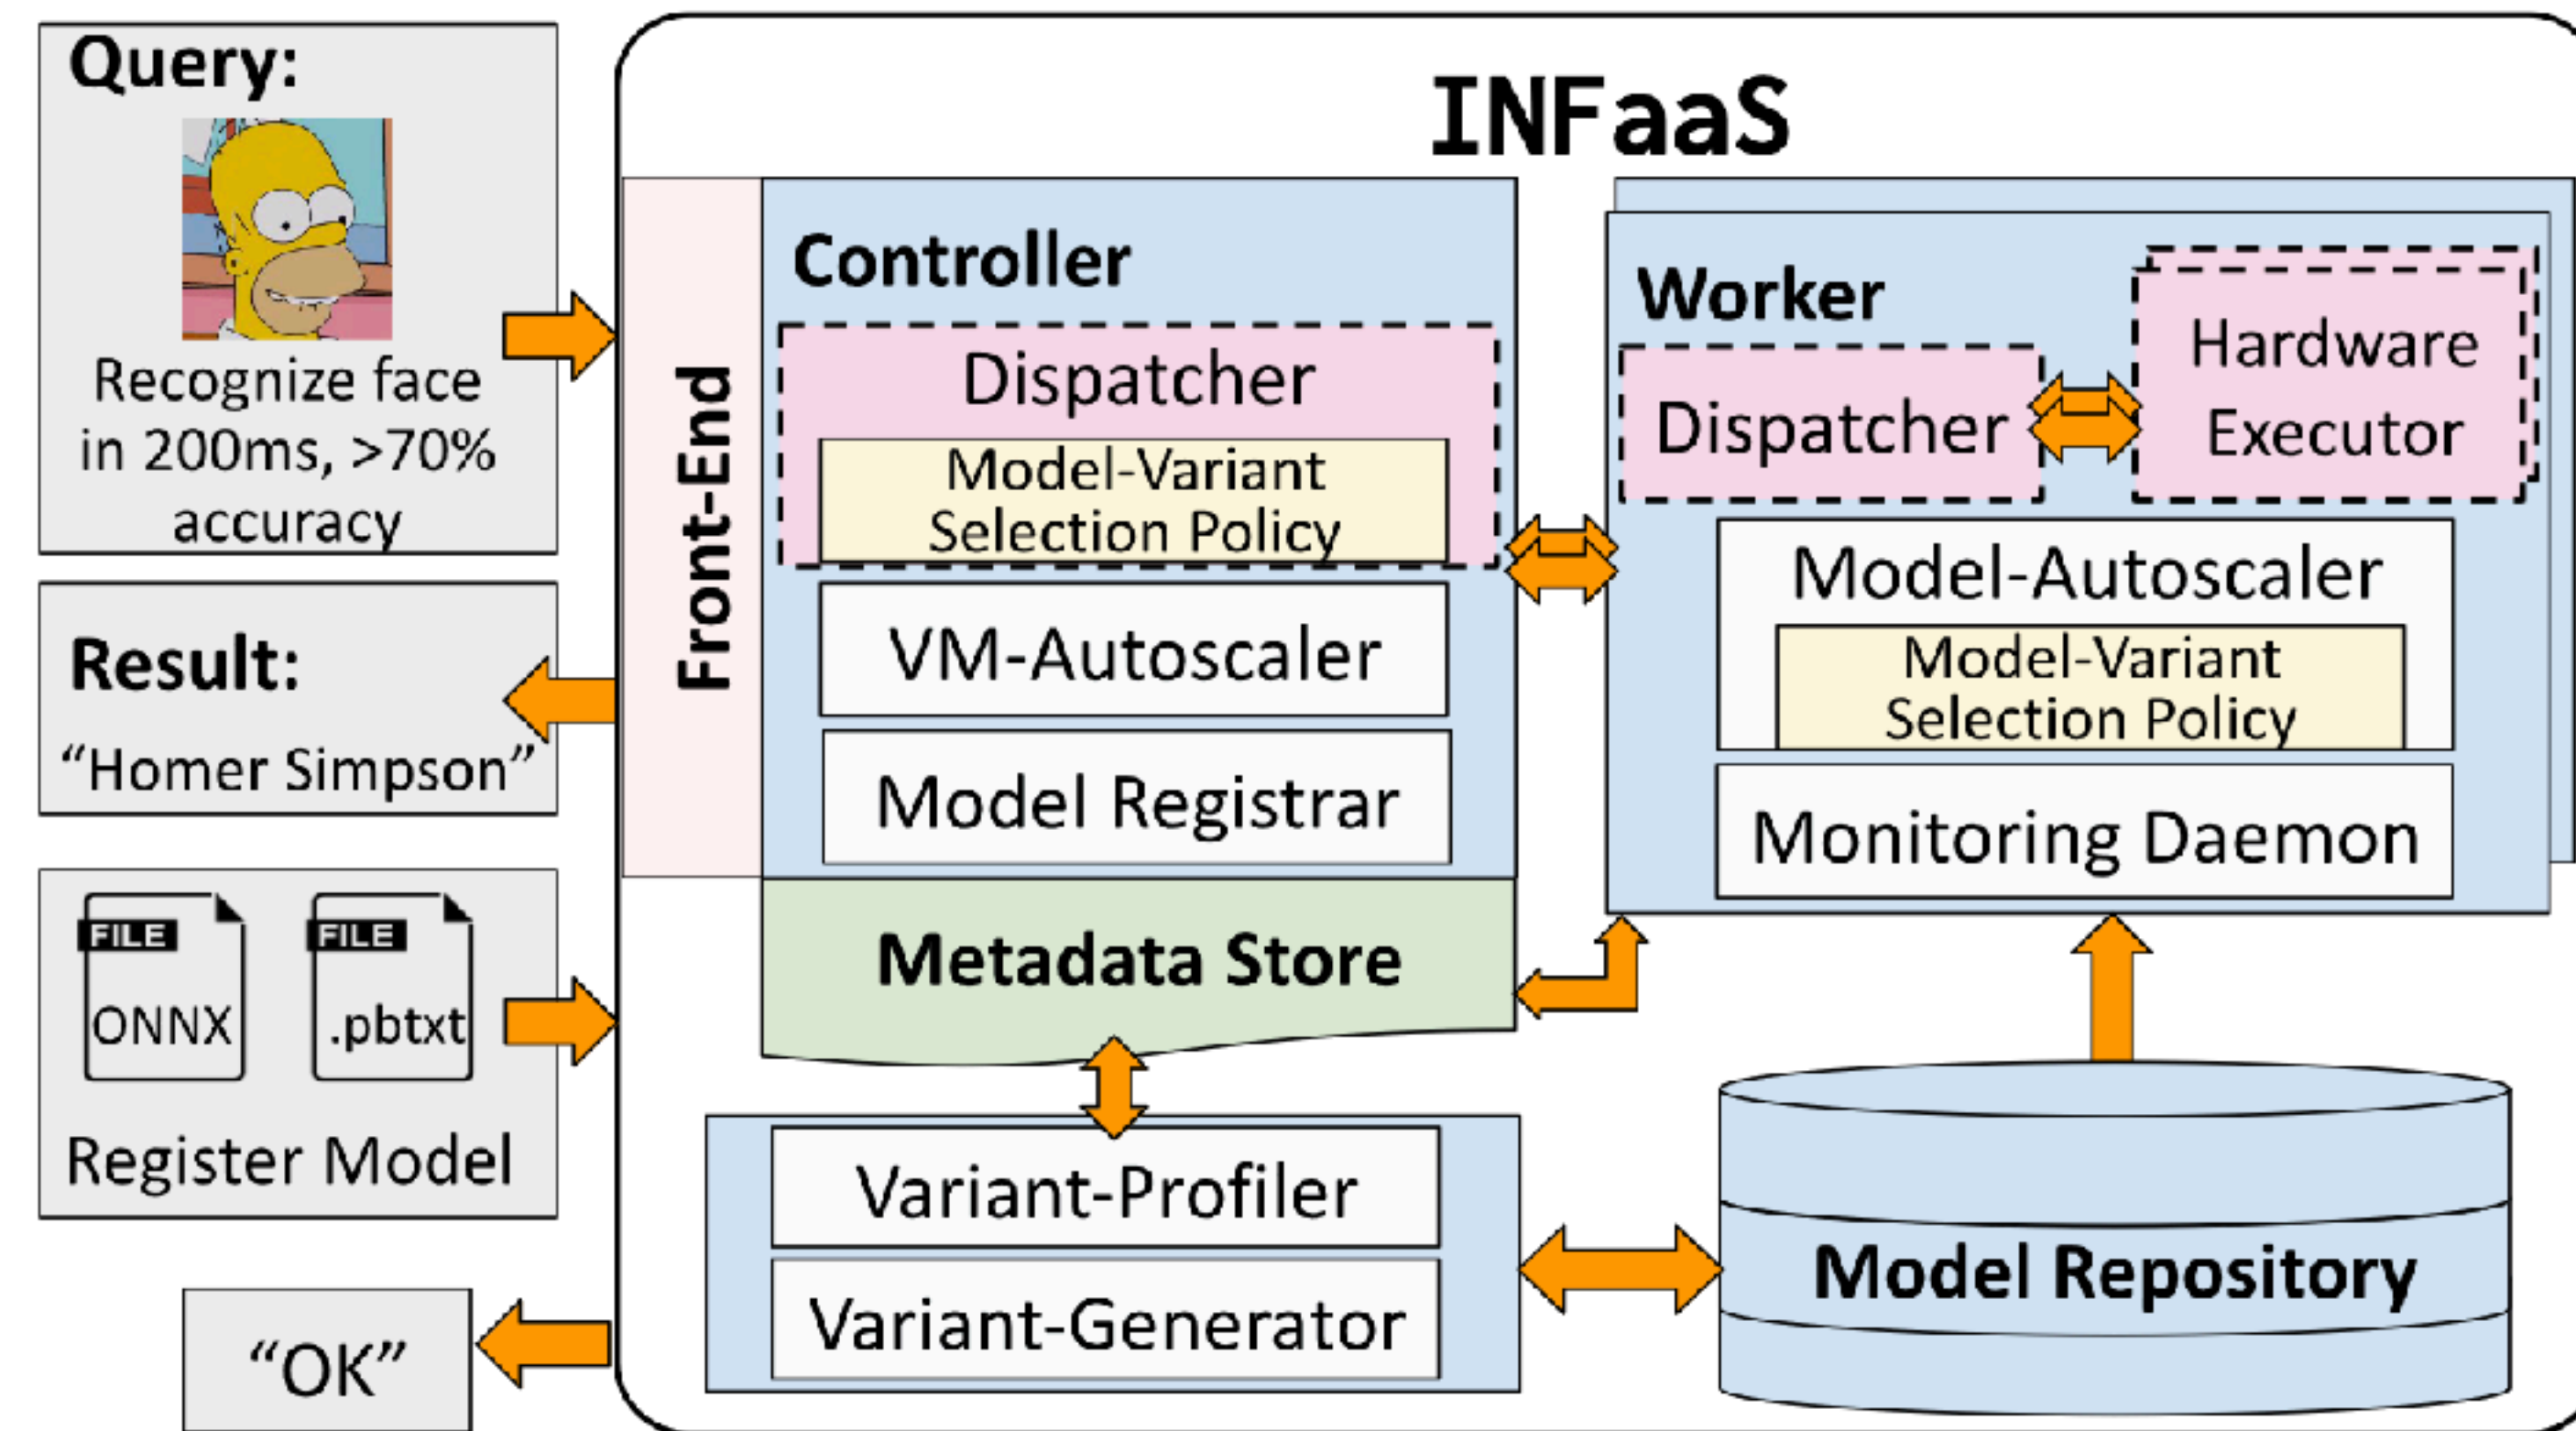 Query:
Recognize face
in 200ms, >70%
accuracy
Result:
“Homer Simpson”
FILE
ONNX
FILE
.pbtxt
Register Model
“OK”
INFaaS
Front-End
Controller
Dispatcher
Model-Variant
Selection Policy
VM-Autoscaler
Model Registrar
Metadata Store
Variant-Profiler
Variant-Generator
Worker
Dispatcher
Hardware
Executor
Model-Autoscaler
Model-Variant
Selection Policy
Monitoring Daemon
Model Repository